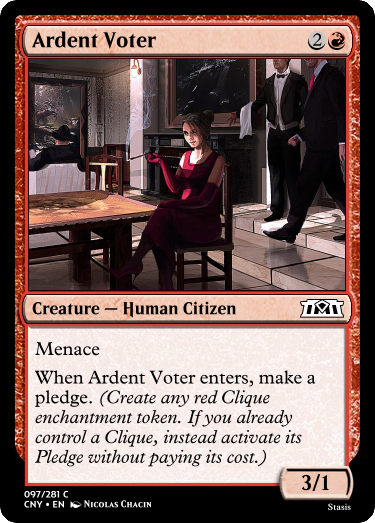 Ardent Voter 2
Creature — Human Citizen
Menace
When Ardent Voter enters, make a
pledge. (Create any red Clique
enchantment token. If you already
control a Clique, instead activate its
Pledge without paying its cost.)
3/1
097/281 C
CNY • EN Nicolas Chacin
Stasis